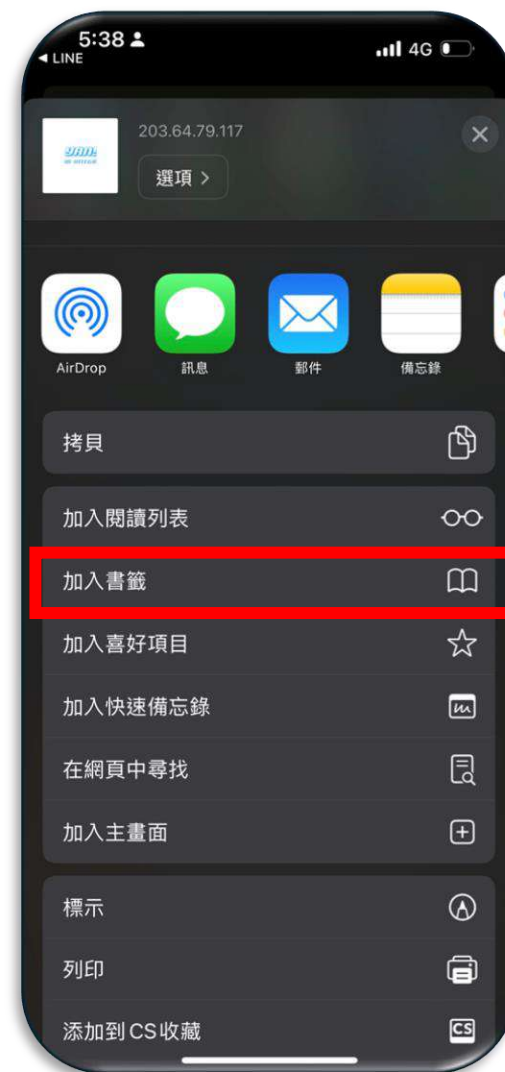 5:38
◀ LINE
4G
203.64.79.117
選項 >
AirDrop
訊息
郵件
備忘錄
拷貝
加入閱讀列表
加入書籤
加入喜好項目
加入快速備忘錄
在網頁中尋找
加入主畫面
標示
列印
添加到 CS收藏
CS